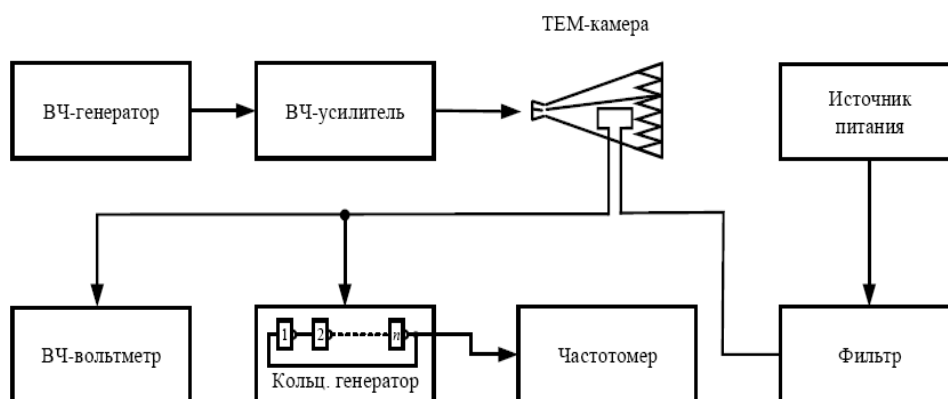 ТЕМ-камера
ВЧ-генератор
ВЧ-усилитель
Источник
питания
1 2 n
Кольц. генератор
ВЧ-вольтметр
Частотомер
Фильтр